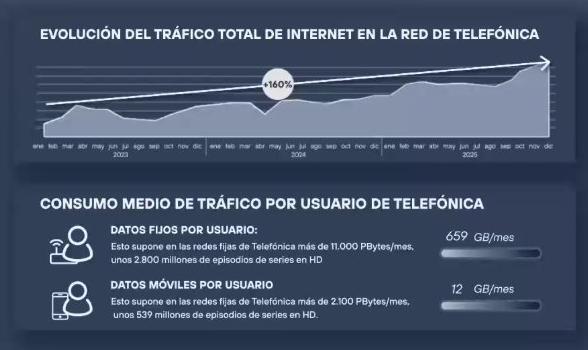 EVOLUCIÓN DEL TRÁFICO TOTAL DE INTERNET EN LA RED DE TELEFÓNICA
+160%
ene feb mar abr may jun jul ago sep oct nov dic ene feb mar abr may jun jul ago sep oct nov dic ene feb mar abr may jun jul ago sep oct nov dic
2023 2024 2025
CONSUMO MEDIO DE TRÁFICO POR USUARIO DE TELEFÓNICA
DATOS FIJOS POR USUARIO:
Esto supone en las redes fijas de Telefónica más de 11.000 PBytes/mes,
unos 2.800 millones de episodios de series en HD
659 GB/mes
DATOS MÓVILES POR USUARIO
Esto supone en las redes fijas de Telefónica más de 2.100 PBytes/mes,
unos 539 millones de episodios de series en HD.
12 GB/mes